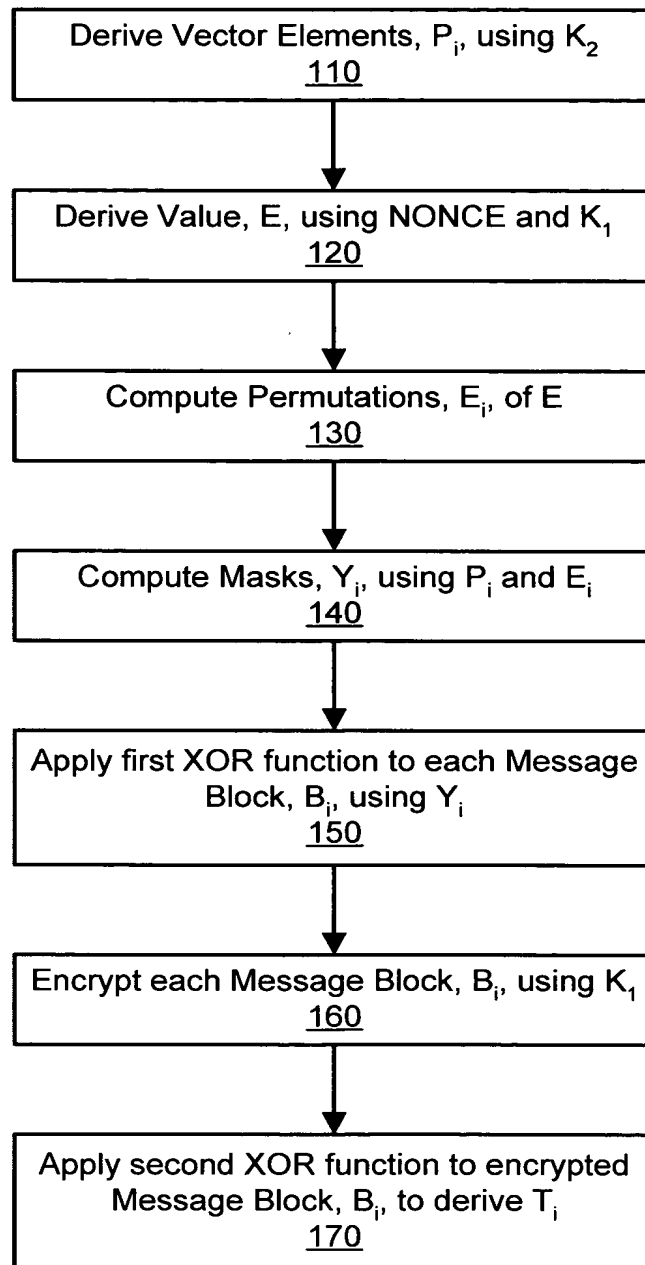 Derive Vector Elements, Pᵢ, using K₂
110
Derive Value, E, using NONCE and K₁
120
Compute Permutations, Eᵢ, of E
130
Compute Masks, Yᵢ, using Pᵢ and Eᵢ
140
Apply first XOR function to each Message
Block, Bᵢ, using Yᵢ
150
Encrypt each Message Block, Bᵢ, using K₁
160
Apply second XOR function to encrypted
Message Block, Bᵢ, to derive Tᵢ
170